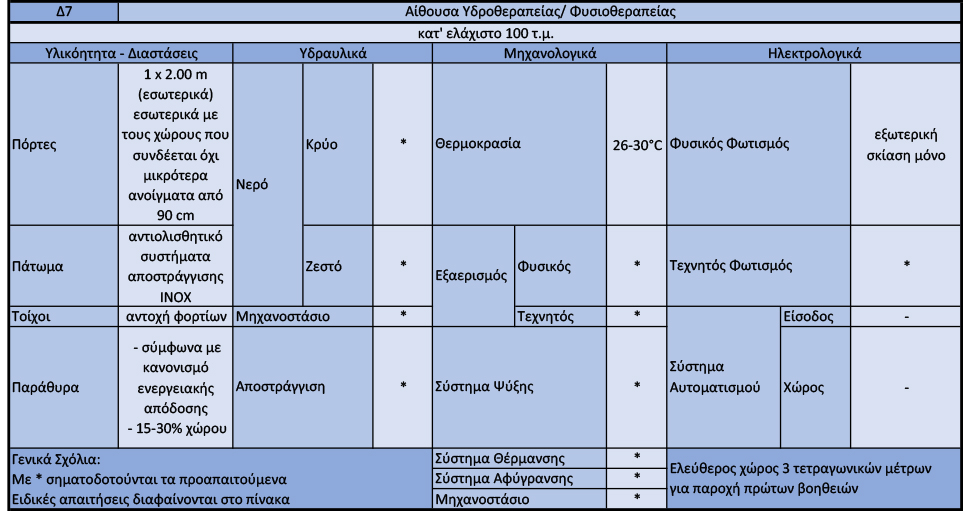 Δ7 Αίθουσα Υδροθεραπείας/ Φυσιοθεραπείας
κατ' ελάχιστο 100 τ.μ.
Υλικόητητα - Διαστάσεις Υδραυλικά Μηχανολογικά Ηλεκτρολογικά
Πόρτες
1 x 2.00 m
(εσωτερικά)
εσωτερικά με
τους χώρους που
συνδέεται όχι
μικρότερα
ανοίγματα από
90 cm
Νερό
Κρύο *
Θερμοκρασία 26-30°C
Φυσικός Φωτισμός
εξωτερική
σκίαση μόνο
Πάτωμα
αντιολισθητικό
συστήματα
αποστράγγισης
INOX
Ζεστό *
Εξαερισμός
Φυσικός *
Τεχνητός Φωτισμός *
Τοίχοι αντοχή φορτίων
Μηχανοστάσιο *
Τεχνητός *
Σύστημα
Αυτοματισμού
Είσοδος -
Παράθυρα
- σύμφωνα με
κανονισμό
ενεργειακής
απόδοσης
- 15-30% χώρου
Αποστράγγιση *
Σύστημα Ψύξης *
Χώρος -
Γενικά Σχόλια:
Με * σηματοδοτούνται τα προαπαιτούμενα
Ειδικές απαιτήσεις διαφαίνονται στο πίνακα
Σύστημα Θέρμανσης *
Σύστημα Αφύγρανσης *
Μηχανοστάσιο *
Ελεύθερος χώρος 3 τετραγωνικών μέτρων
για παροχή πρώτων βοηθειών